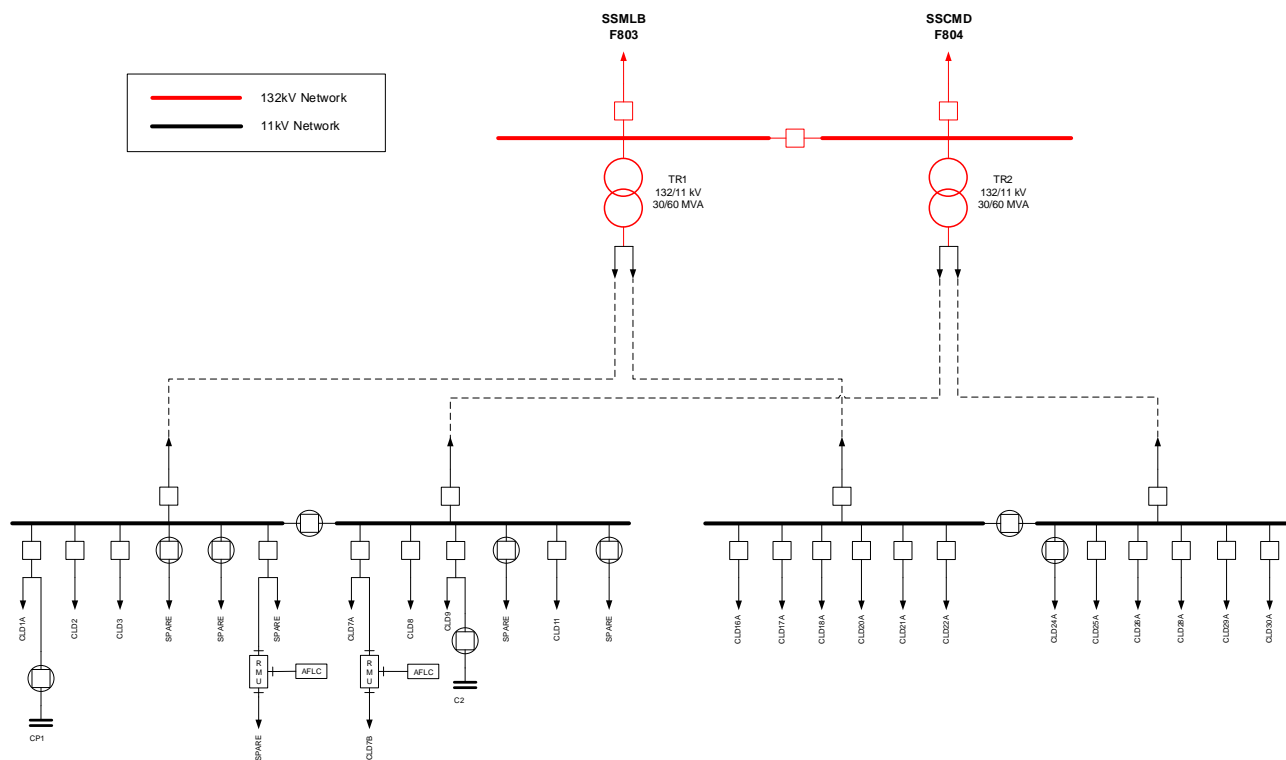 SSMLB
F803
SSCMD
F804
132kV Network
11kV Network
TR1
132/11 kV
30/60 MVA
TR2
132/11 kV
30/60 MVA
CLD1A
CLD2
CLD3
SPARE
SPARE
SPARE
CLD7A
CLD8
CLD9
SPARE
CLD11
SPARE
CLD16A
CLD17A
CLD18A
CLD20A
CLD21A
CLD22A
CLD24A
CLD25A
CLD26A
CLD28A
CLD29A
CLD30A
RMU
AFLC
RMU
AFLC
C2
CP1
SPARE
CLD7B